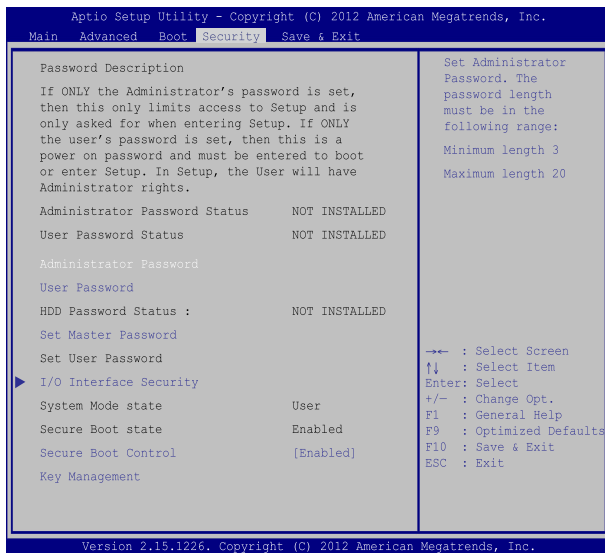 Aptio Setup Utility - Copyright (C) 2012 American Megatrends, Inc.
Main Advanced Boot Security Save & Exit
Password Description
If ONLY the Administrator's password is set,
then this only limits access to Setup and is
only asked for when entering Setup. If ONLY
the user's password is set, then this is a
power on password and must be entered to boot
or enter Setup. In Setup, the User will have
Administrator rights.
Administrator Password Status NOT INSTALLED
User Password Status NOT INSTALLED
Administrator Password
User Password
HDD Password Status : NOT INSTALLED
Set Master Password
Set User Password
I/O Interface Security
System Mode state User
Secure Boot state Enabled
Secure Boot Control [Enabled]
Key Management
Set Administrator
Password. The
password length
must be in the
following range:
Minimum length 3
Maximum length 20
→← : Select Screen
↑↓ : Select Item
Enter: Select
+/— : Change Opt.
F1 : General Help
F9 : Optimized Defaults
F10 : Save & Exit
ESC : Exit
Version 2.15.1226. Copyright (C) 2012 American Megatrends, Inc.